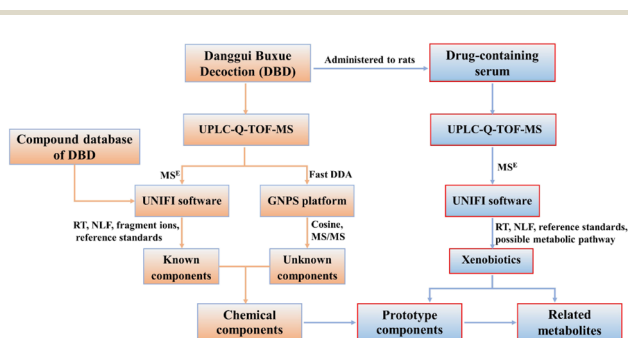 Danggui Buxue
Decoction (DBD)
Administered to rats
Drug-containing
serum
UPLC-Q-TOF-MS
UPLC-Q-TOF-MS
Compound database
of DBD
MSᴱ
Fast DDA
MSᴱ
UNIFI software
GNPS platform
UNIFI software
RT, NLF, fragment ions,
reference standards
Cosine,
MS/MS
RT, NLF, reference standards,
possible metabolic pathway
Known
components
Unknown
components
Xenobiotics
Chemical
components
Prototype
components
Related
metabolites